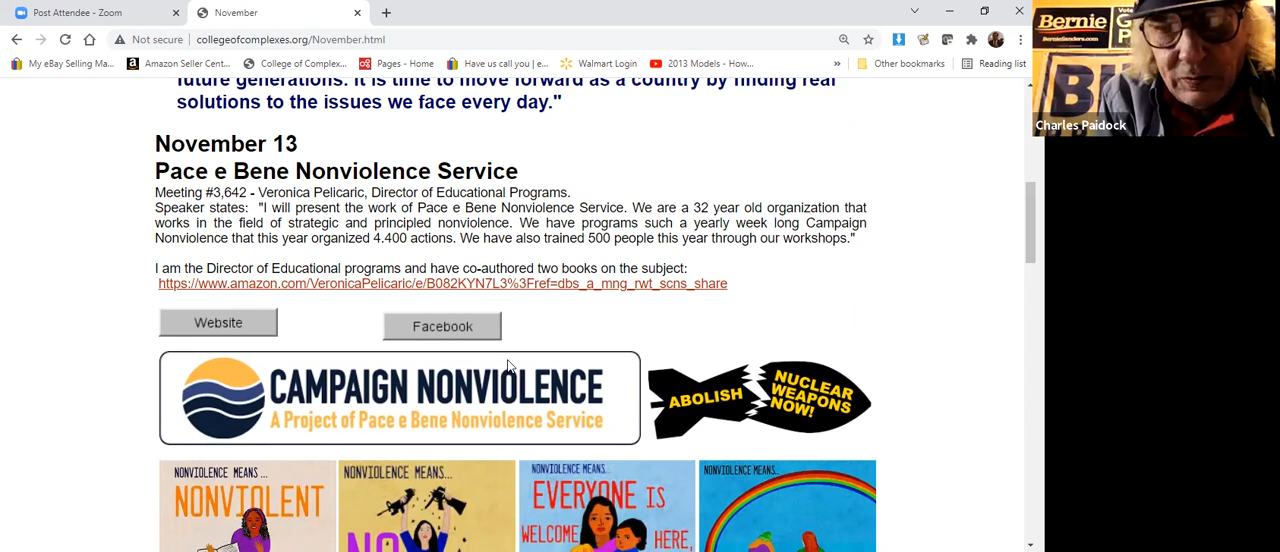 Post Attendee - Zoom
November
Not secure
collegeofcomplexes.org/November.html
My eBay Selling Ma...
Amazon Seller Cent...
College of Complex...
Pages - Home
Have us call you | e...
Walmart Login
2013 Models - How...
Other bookmarks
Reading list
future generations. It is time to move forward as a country by finding real
solutions to the issues we face every day."
November 13
Pace e Bene Nonviolence Service
Meeting #3,642 - Veronica Pelicaric, Director of Educational Programs.
Speaker states: "I will present the work of Pace e Bene Nonviolence Service. We are a 32 year old organization that
works in the field of strategic and principled nonviolence. We have programs such a yearly week long Campaign
Nonviolence that this year organized 4.400 actions. We have also trained 500 people this year through our workshops."
I am the Director of Educational programs and have co-authored two books on the subject:
https://www.amazon.com/VeronicaPelicaric/e/B082KYN7L3%3Fref=dbs_a_mng_rwt_scns_share
Website
Facebook
CAMPAIGN NONVIOLENCE
A Project of Pace e Bene Nonviolence Service
ABOLISH
NUCLEAR
WEAPONS
NOW!
NONVIOLENCE MEANS ...
NONVIOLENT
NONVIOLENCE MEANS...
NO
NONVIOLENCE MEANS...
EVERYONE IS
WELCOME HERE,
NONVIOLENCE MEANS...
Bernie
BernieSanders.com
Vote
G
P
B
Charles Paidock